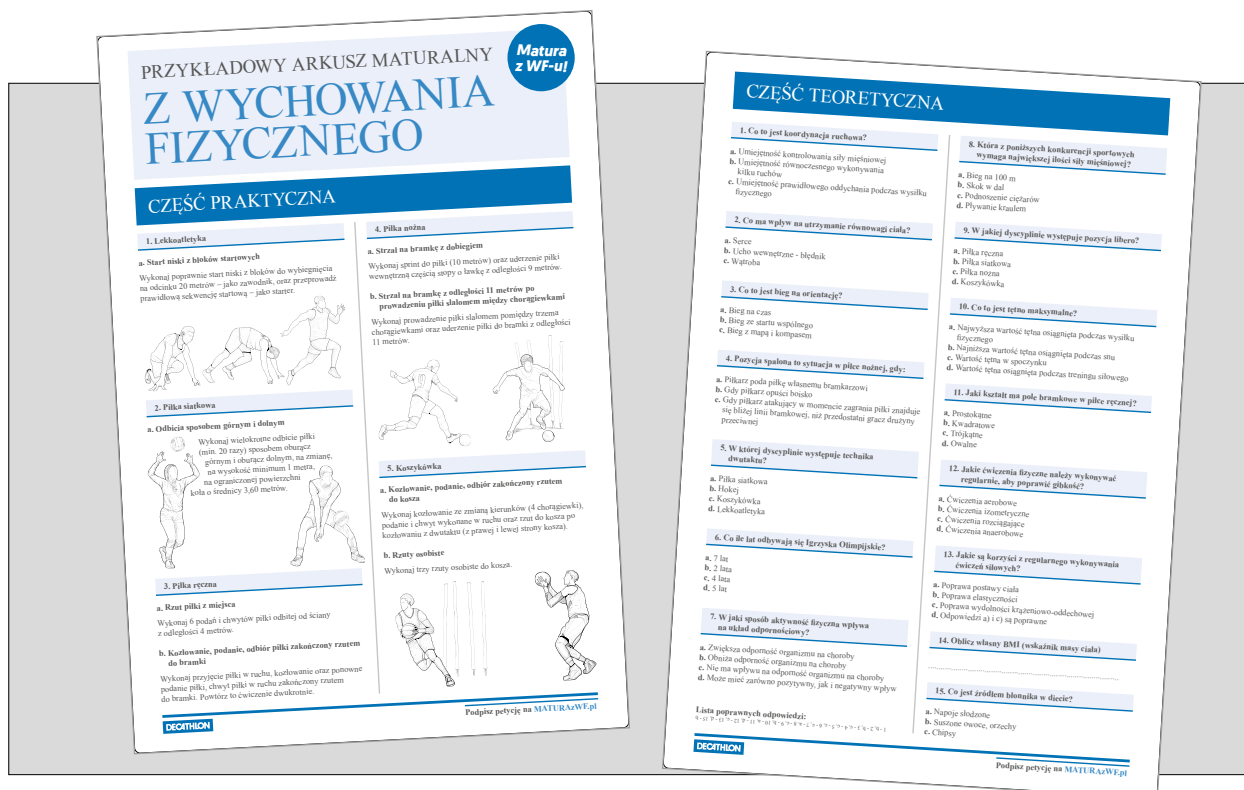 PRZYKŁADOWY ARKUSZ MATURALNY
Z WYCHOWANIA
FIZYCZNEGO
Matura
z WF-u!
CZĘŚĆ PRAKTYCZNA
1. Lekkoatletyka
a. Start niski z bloków startowych
Wykonaj poprawnie start niski z bloków do wybiegnięcia
na odcinku 20 metrów – jako zawodnik, oraz przeprowadź
prawidłową sekwencję startową – jako starter.
2. Piłka siatkowa
a. Odbicia sposobem górnym i dolnym
Wykonaj wielokrotne odbicie piłki
(min. 20 razy) sposobem oburącz
górnym i oburącz dolnym, na zmianę,
na wysokość minimum 1 metra,
na ograniczonej powierzchni
koła o średnicy 3,60 metrów.
3. Piłka ręczna
a. Rzut piłki z miejsca
Wykonaj 6 podań i chwytów piłki odbitej od ściany
z odległości 4 metrów.
b. Kozłowanie, podanie, odbiór piłki zakończony rzutem
do bramki
Wykonaj przyjęcie piłki w ruchu, kozłowanie oraz ponowne
podanie piłki, chwyt piłki w ruchu zakończony rzutem
do bramki. Powtórz to ćwiczenie dwukrotnie.
4. Piłka nożna
a. Strzał na bramkę z dobiegiem
Wykonaj sprint do piłki (10 metrów) oraz uderzenie piłki
wewnętrzną częścią stopy o ławkę z odległości 9 metrów.
b. Strzał na bramkę z odległości 11 metrów po
prowadzeniu piłki slalomem między chorągiewkami
Wykonaj prowadzenie piłki slalomem pomiędzy trzema
chorągiewkami oraz uderzenie piłki do bramki z odległości
11 metrów.
5. Koszykówka
a. Kozłowanie, podanie, odbiór zakończony rzutem
do kosza
Wykonaj kozłowanie ze zmianą kierunków (4 chorągiewki),
podanie i chwyt wykonane w ruchu oraz rzut do kosza po
kozłowaniu z dwutaktu (z prawej i lewej strony kosza).
b. Rzuty osobiste
Wykonaj trzy rzuty osobiste do kosza.
DECATHLON
Podpisz petycję na MATURAzWF.pl
CZĘŚĆ TEORETYCZNA
1. Co to jest koordynacja ruchowa?
a. Umiejętność kontrolowania siły mięśniowej
b. Umiejętność równoczesnego wykonywania
kilku ruchów
c. Umiejętność prawidłowego oddychania podczas wysiłku
fizycznego
2. Co ma wpływ na utrzymanie równowagi ciała?
a. Serce
b. Ucho wewnętrzne - błędnik
c. Wątroba
3. Co to jest bieg na orientację?
a. Bieg na czas
b. Bieg ze startu wspólnego
c. Bieg z mapą i kompasem
4. Pozycja spalona to sytuacja w piłce nożnej, gdy:
a. Piłkarz poda piłkę własnemu bramkarzowi
b. Gdy piłkarz opuści boisko
c. Gdy piłkarz atakujący w momencie zagrania piłki znajduje
się bliżej linii bramkowej, niż przedostatni gracz drużyny
przeciwnej
5. W której dyscyplinie występuje technika
dwutaktu?
a. Piłka siatkowa
b. Hokej
c. Koszykówka
d. Lekkoatletyka
6. Co ile lat odbywają się Igrzyska Olimpijskie?
a. 7 lat
b. 2 lata
c. 4 lata
d. 5 lat
7. W jaki sposób aktywność fizyczna wpływa
na układ odpornościowy?
a. Zwiększa odporność organizmu na choroby
b. Obniża odporność organizmu na choroby
c. Nie ma wpływu na odporność organizmu na choroby
d. Może mieć zarówno pozytywny, jak i negatywny wpływ
Lista poprawnych odpowiedzi:
8. Która z poniższych konkurencji sportowych
wymaga największej ilości siły mięśniowej?
a. Bieg na 100 m
b. Skok w dal
c. Podnoszenie ciężarów
d. Pływanie kraulem
9. W jakiej dyscyplinie występuje pozycja libero?
a. Piłka ręczna
b. Piłka siatkowa
c. Piłka nożna
d. Koszykówka
10. Co to jest tętno maksymalne?
a. Najwyższa wartość tętna osiągnięta podczas wysiłku
fizycznego
b. Najniższa wartość tętna osiągnięta podczas snu
c. Wartość tętna w spoczynku
d. Wartość tętna osiągnięta podczas treningu siłowego
11. Jaki kształt ma pole bramkowe w piłce ręcznej?
a. Prostokątne
b. Kwadratowe
c. Trójkątne
d. Owalne
12. Jakie ćwiczenia fizyczne należy wykonywać
regularnie, aby poprawić gibkość?
a. Ćwiczenia aerobowe
b. Ćwiczenia izometryczne
c. Ćwiczenia rozciągające
d. Ćwiczenia anaerobowe
13. Jakie są korzyści z regularnego wykonywania
ćwiczeń siłowych?
a. Poprawa postawy ciała
b. Poprawa elastyczności
c. Poprawa wydolności krążeniowo-oddechowej
d. Odpowiedzi a) i c) są poprawne
14. Oblicz własny BMI (wskaźnik masy ciała)
15. Co jest źródłem błonnika w diecie?
a. Napoje słodzone
b. Suszone owoce, orzechy
c. Chipsy
DECATHLON
Podpisz petycję na MATURAzWF.pl